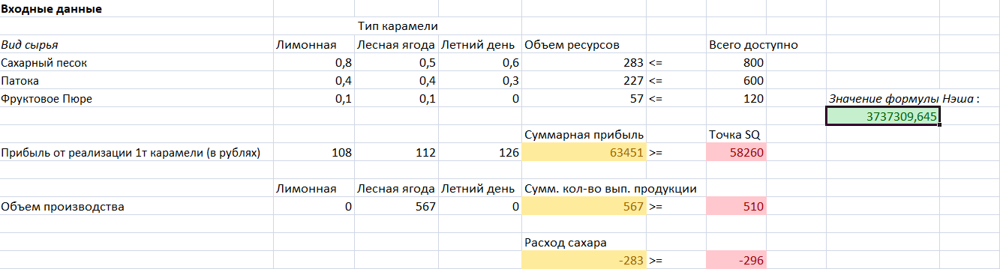 Входные данные
Тип карамели
Вид сырья Лимонная Лесная ягода Летний день Объем ресурсов Всего доступно
Сахарный песок 0,8 0,5 0,6 283 <= 800
Патока 0,4 0,4 0,3 227 <= 600
Фруктовое Пюре 0,1 0,1 0 57 <= 120 Значение формулы Нэша :
3737309,645
Суммарная прибыль Точка SQ
Прибыль от реализации 1т карамели (в рублях) 108 112 126 63451 >= 58260
Лимонная Лесная ягода Летний день Сумм. кол-во вып. продукции
Объем производства 0 567 0 567 >= 510
Расход сахара
-283 >= -296